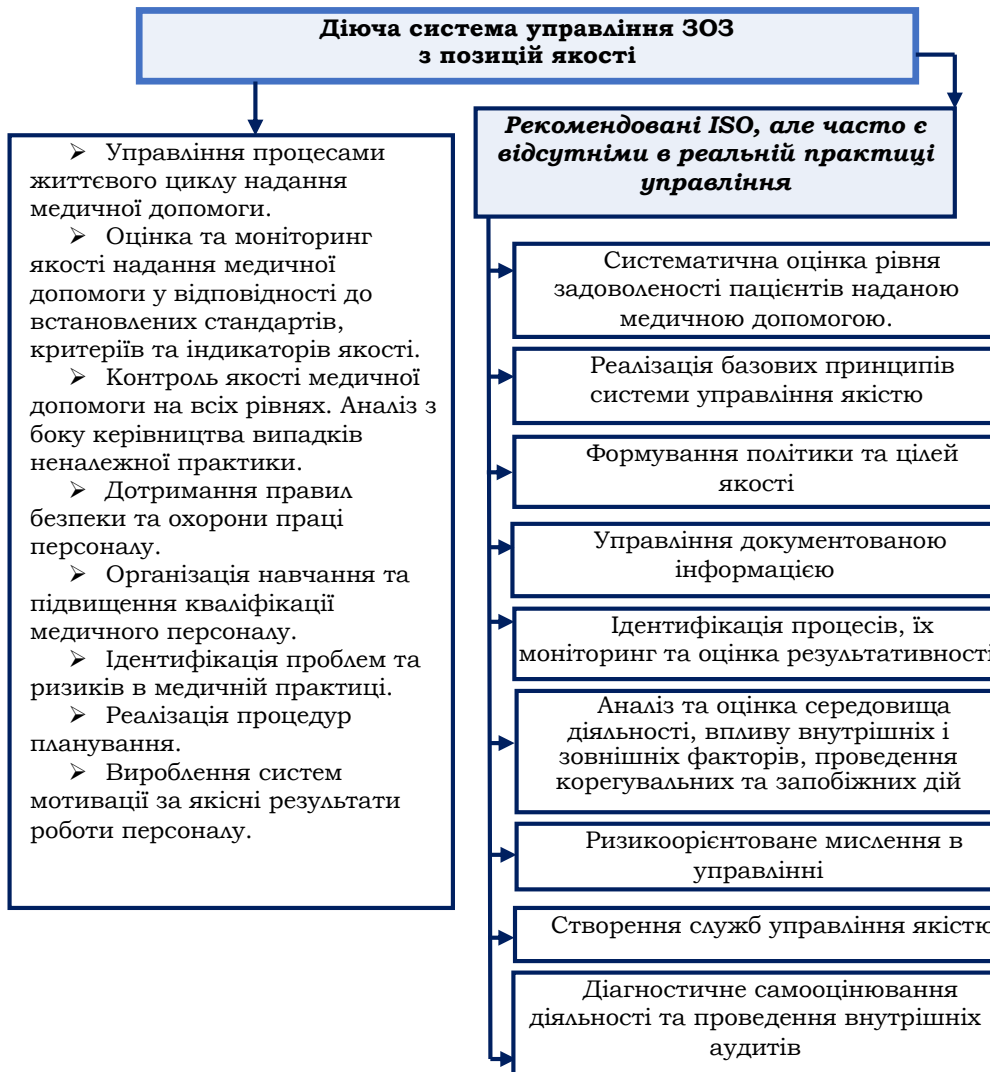 Діюча система управління ЗОЗ
з позицій якості
➢ Управління процесами
життєвого циклу надання
медичної допомоги.
➢ Оцінка та моніторинг
якості надання медичної
допомоги у відповідності до
встановлених стандартів,
критеріїв та індикаторів якості.
➢ Контроль якості медичної
допомоги на всіх рівнях. Аналіз з
боку керівництва випадків
неналежної практики.
➢ Дотримання правил
безпеки та охорони праці
персоналу.
➢ Організація навчання та
підвищення кваліфікації
медичного персоналу.
➢ Ідентифікація проблем та
ризиків в медичній практиці.
➢ Реалізація процедур
планування.
➢ Вироблення систем
мотивації за якісні результати
роботи персоналу.
Рекомендовані ISO, але часто є
відсутніми в реальній практиці
управління
Систематична оцінка рівня
задоволеності пацієнтів наданою
медичною допомогою.
Реалізація базових принципів
системи управління якістю
Формування політики та цілей
якості
Управління документованою
інформацією
Ідентифікація процесів, їх
моніторинг та оцінка результативності
Аналіз та оцінка середовища
діяльності, впливу внутрішніх і
зовнішніх факторів, проведення
корегувальних та запобіжних дій
Ризикоорієнтоване мислення в
управлінні
Створення служб управління якістю
Діагностичне самооцінювання
діяльності та проведення внутрішніх
аудитів